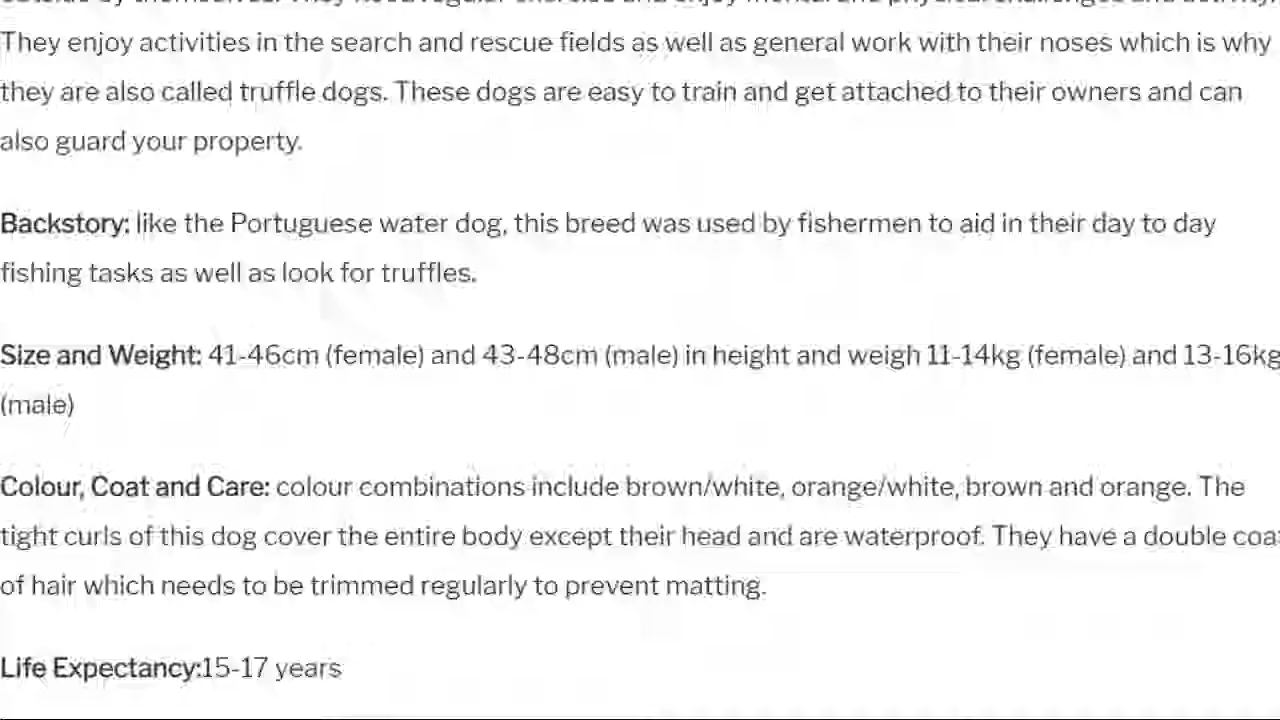 They enjoy activities in the search and rescue fields as well as general work with their noses which is why
they are also called truffle dogs. These dogs are easy to train and get attached to their owners and can
also guard your property.
Backstory: like the Portuguese water dog, this breed was used by fishermen to aid in their day to day
fishing tasks as well as look for truffles.
Size and Weight: 41-46cm (female) and 43-48cm (male) in height and weigh 11-14kg (female) and 13-16kg
(male)
Colour, Coat and Care: colour combinations include brown/white, orange/white, brown and orange. The
tight curls of this dog cover the entire body except their head and are waterproof. They have a double coa
of hair which needs to be trimmed regularly to prevent matting.
Life Expectancy:15-17 years